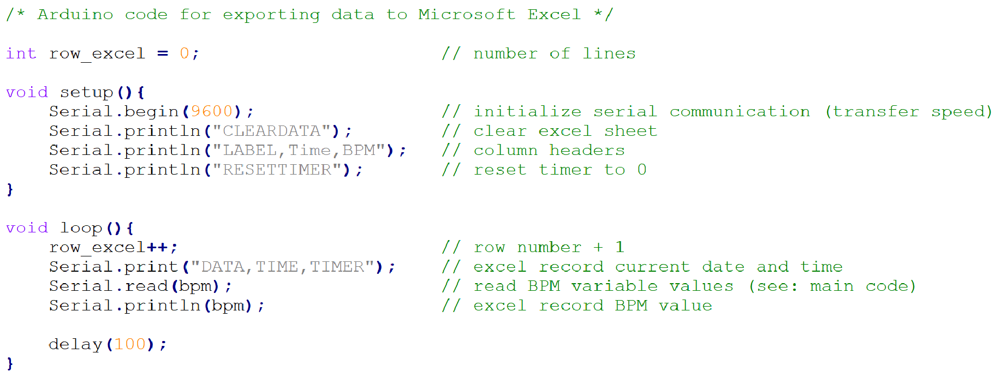 /* Arduino code for exporting data to Microsoft Excel */
int row_excel = 0; // number of lines
void setup(){
Serial.begin(9600); // initialize serial communication (transfer speed)
Serial.println("CLEARDATA"); // clear excel sheet
Serial.println("LABEL,Time,BPM"); // column headers
Serial.println("RESETTIMER"); // reset timer to 0
}
void loop(){
row_excel++; // row number + 1
Serial.print("DATA,TIME,TIMER"); // excel record current date and time
Serial.read(bpm); // read BPM variable values (see: main code)
Serial.println(bpm); // excel record BPM value
delay(100);
}